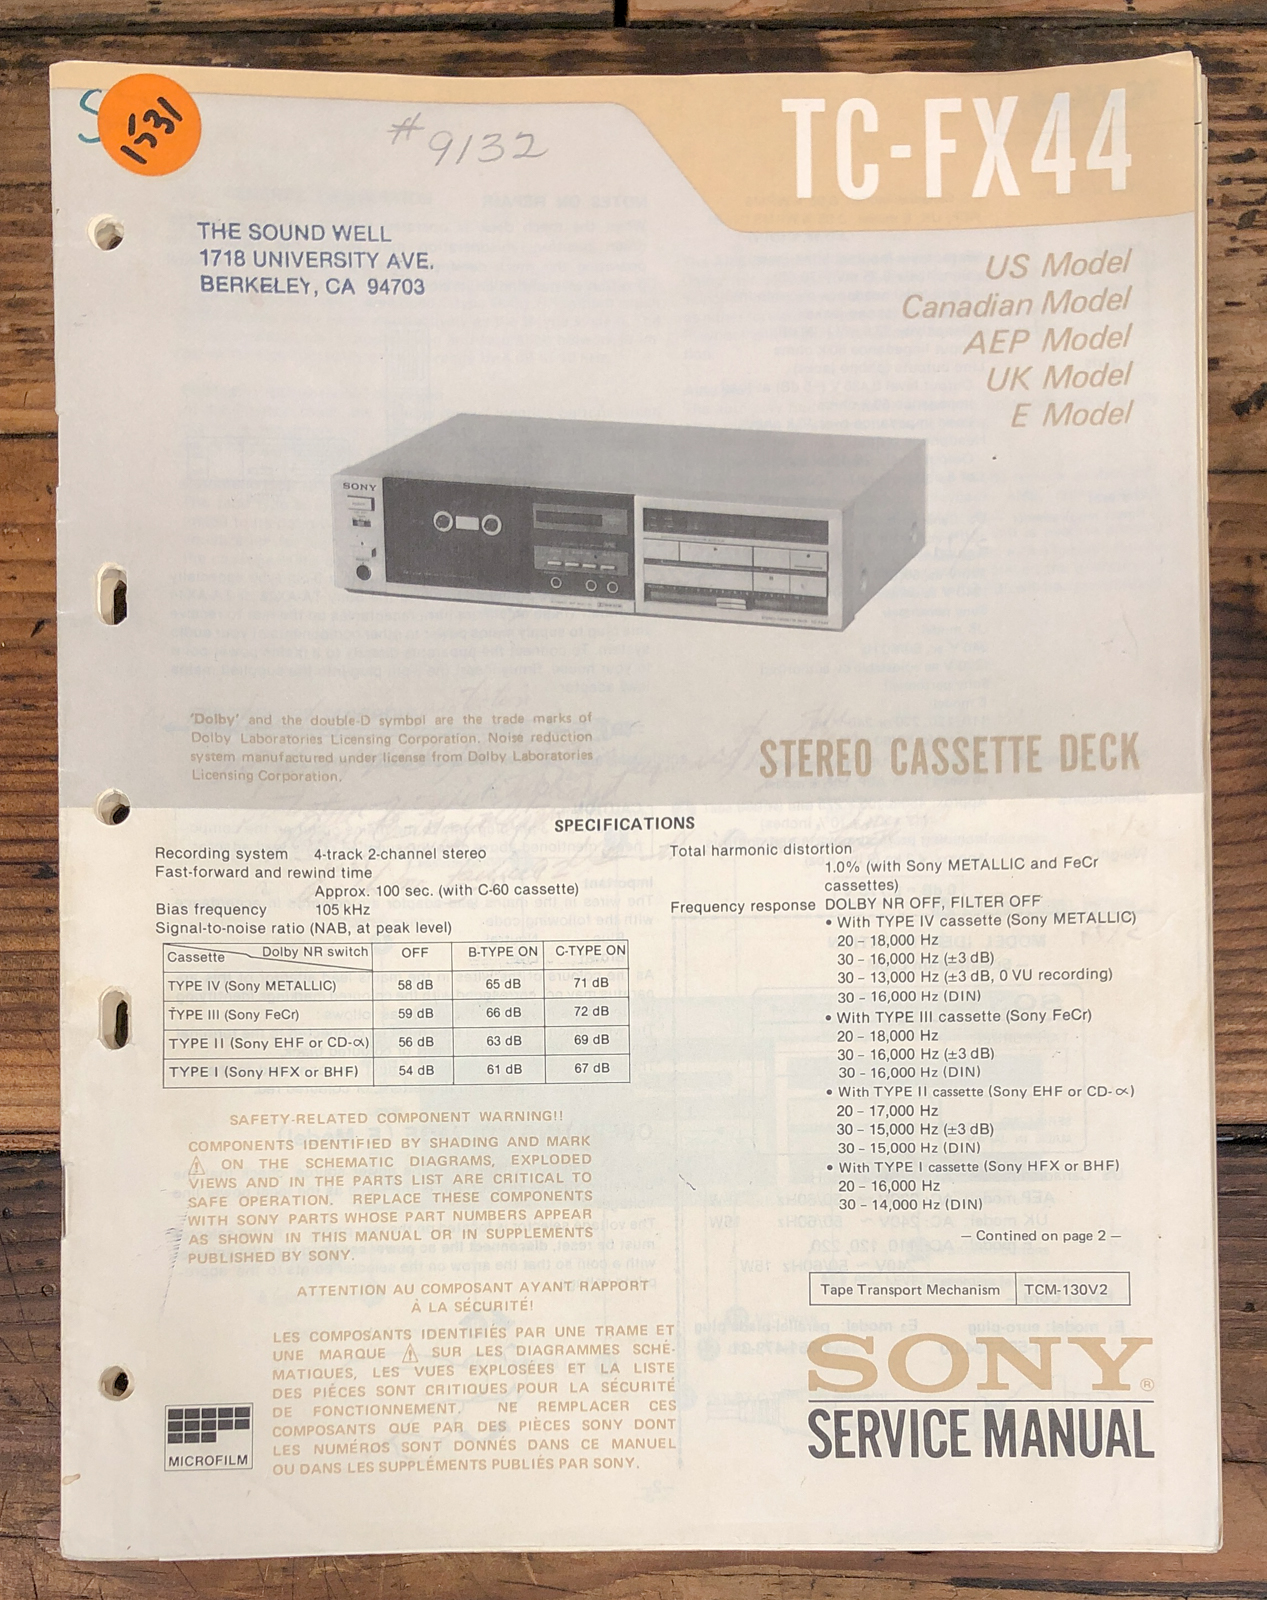 S
1531
#9132
TC-FX44
THE SOUND WELL
1718 UNIVERSITY AVE.
BERKELEY, CA 94703
US Model
Canadian Model
AEP Model
UK Model
E Model
SONY
'Dolby' and the double-D symbol are the trade marks of
Dolby Laboratories Licensing Corporation. Noise reduction
system manufactured under license from Dolby Laboratories
Licensing Corporation.
STEREO CASSETTE DECK
SPECIFICATIONS
Recording system 4-track 2-channel stereo
Fast-forward and rewind time
Approx. 100 sec. (with C-60 cassette)
Bias frequency 105 kHz
Signal-to-noise ratio (NAB, at peak level)
Cassette Dolby NR switch OFF B-TYPE ON C-TYPE ON
TYPE IV (Sony METALLIC) 58 dB 65 dB 71 dB
TYPE III (Sony FeCr) 59 dB 66 dB 72 dB
TYPE II (Sony EHF or CD-α) 56 dB 63 dB 69 dB
TYPE I (Sony HFX or BHF) 54 dB 61 dB 67 dB
SAFETY-RELATED COMPONENT WARNING!!
COMPONENTS IDENTIFIED BY SHADING AND MARK
⚠ ON THE SCHEMATIC DIAGRAMS, EXPLODED
VIEWS AND IN THE PARTS LIST ARE CRITICAL TO
SAFE OPERATION. REPLACE THESE COMPONENTS
WITH SONY PARTS WHOSE PART NUMBERS APPEAR
AS SHOWN IN THIS MANUAL OR IN SUPPLEMENTS
PUBLISHED BY SONY.
ATTENTION AU COMPOSANT AYANT RAPPORT
À LA SÉCURITÉ!
LES COMPOSANTS IDENTIFIÉS PAR UNE TRAME ET
UNE MARQUE ⚠ SUR LES DIAGRAMMES SCHÉ-
MATIQUES, LES VUES EXPLOSÉES ET LA LISTE
DES PIÈCES SONT CRITIQUES POUR LA SÉCURITÉ
DE FONCTIONNEMENT. NE REMPLACER CES
COMPOSANTS QUE PAR DES PIÈCES SONY DONT
LES NUMÉROS SONT DONNÉS DANS CE MANUEL
OU DANS LES SUPPLÉMENTS PUBLIÉS PAR SONY.
MICROFILM
Total harmonic distortion
1.0% (with Sony METALLIC and FeCr
cassettes)
Frequency response DOLBY NR OFF, FILTER OFF
• With TYPE IV cassette (Sony METALLIC)
20 – 18,000 Hz
30 – 16,000 Hz (±3 dB)
30 – 13,000 Hz (±3 dB, 0 VU recording)
30 – 16,000 Hz (DIN)
• With TYPE III cassette (Sony FeCr)
20 – 18,000 Hz
30 – 16,000 Hz (±3 dB)
30 – 16,000 Hz (DIN)
• With TYPE II cassette (Sony EHF or CD-α)
20 – 17,000 Hz
30 – 15,000 Hz (±3 dB)
30 – 15,000 Hz (DIN)
• With TYPE I cassette (Sony HFX or BHF)
20 – 16,000 Hz
30 – 14,000 Hz (DIN)
— Contined on page 2 —
Tape Transport Mechanism TCM-130V2
SONY®
SERVICE MANUAL